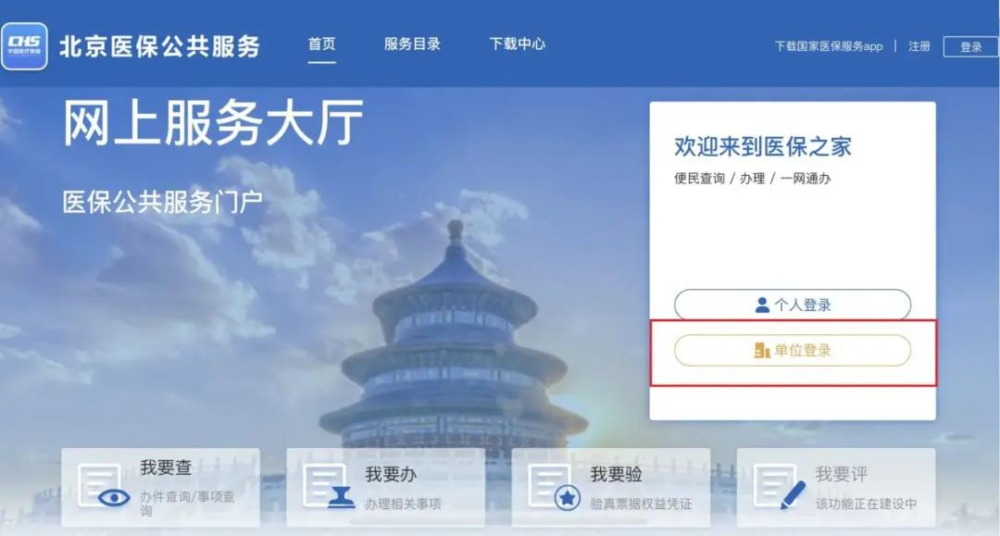 CHS
中国医疗保障
北京医保公共服务
首页
服务目录
下载中心
下载国家医保服务app
注册
登录
网上服务大厅
医保公共服务门户
欢迎来到医保之家
便民查询 / 办理 / 一网通办
个人登录
单位登录
我要查
办件查询/事项查
询
我要办
办理相关事项
我要验
验真票据权益凭证
我要评
该功能正在建设中